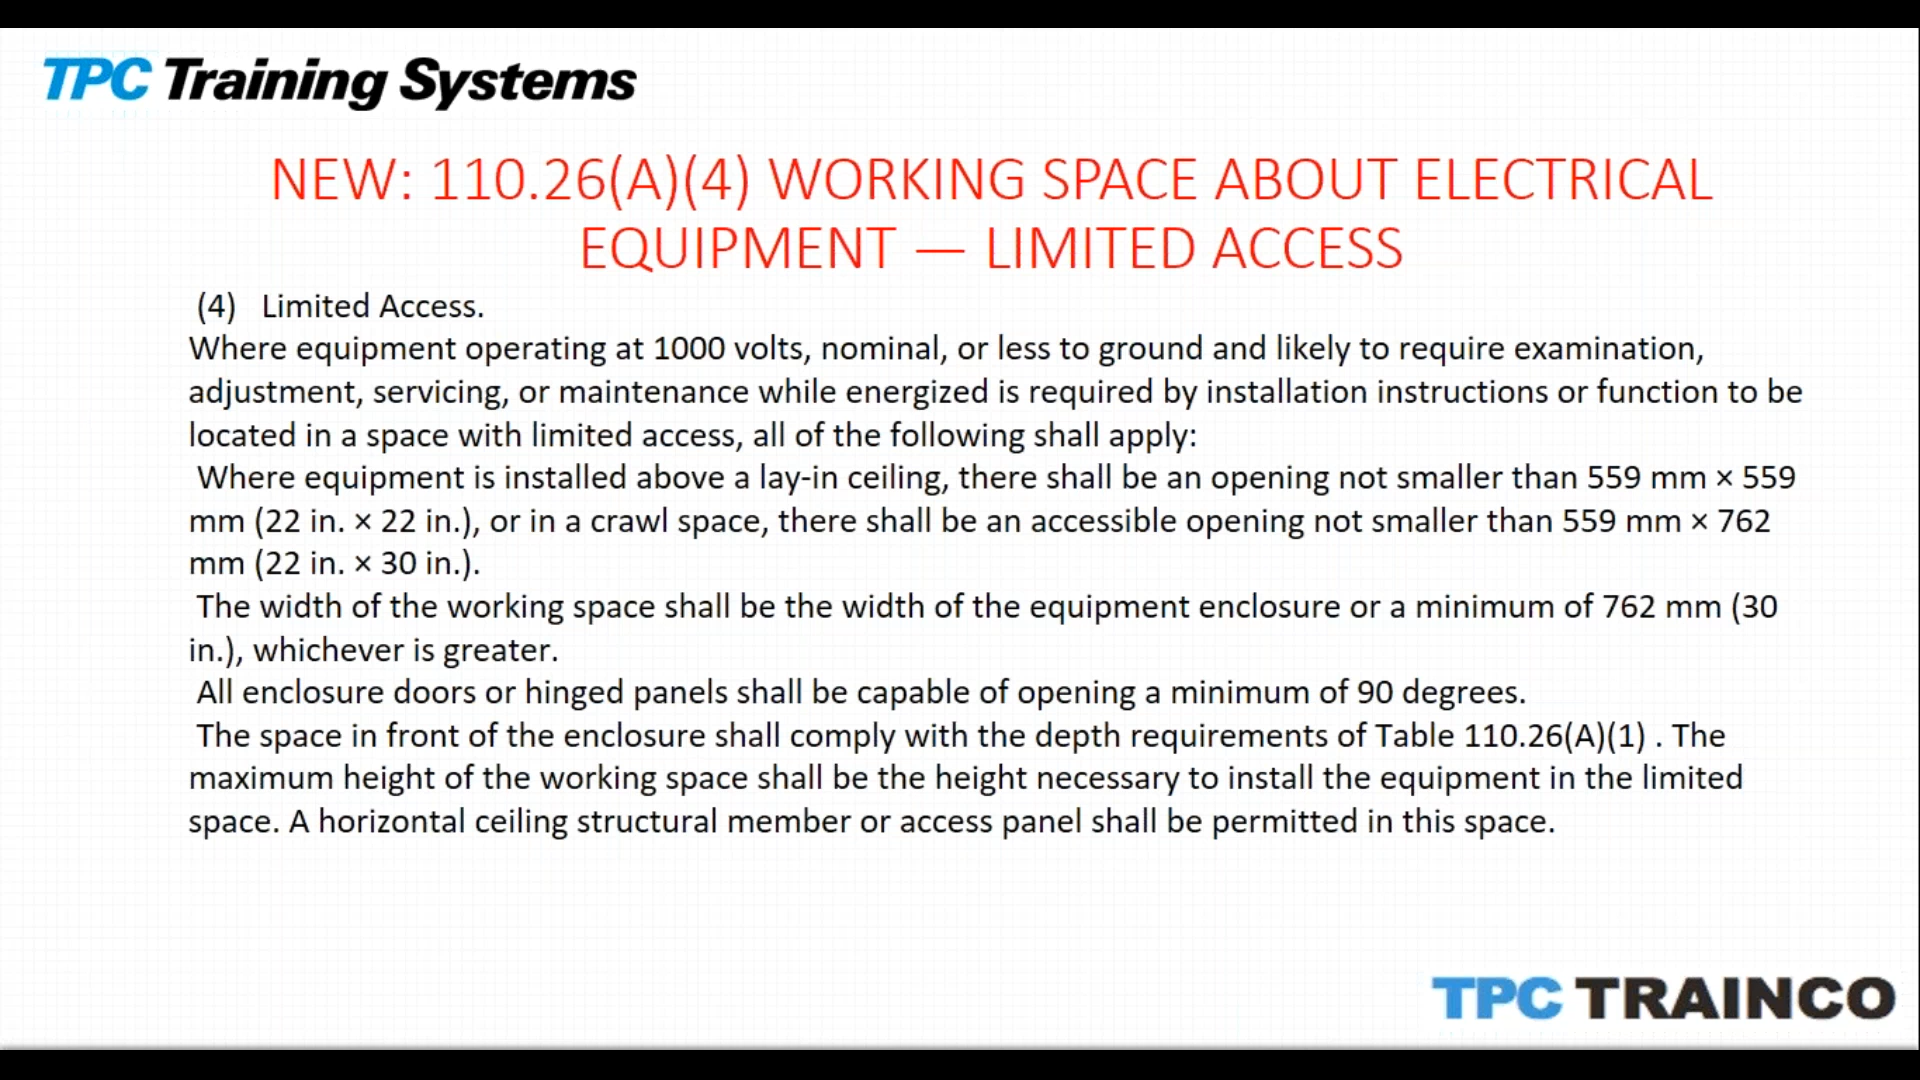 TPC Training Systems
NEW: 110.26(A)(4) WORKING SPACE ABOUT ELECTRICAL
EQUIPMENT — LIMITED ACCESS
(4) Limited Access.
Where equipment operating at 1000 volts, nominal, or less to ground and likely to require examination,
adjustment, servicing, or maintenance while energized is required by installation instructions or function to be
located in a space with limited access, all of the following shall apply:
Where equipment is installed above a lay-in ceiling, there shall be an opening not smaller than 559 mm × 559
mm (22 in. × 22 in.), or in a crawl space, there shall be an accessible opening not smaller than 559 mm × 762
mm (22 in. × 30 in.).
The width of the working space shall be the width of the equipment enclosure or a minimum of 762 mm (30
in.), whichever is greater.
All enclosure doors or hinged panels shall be capable of opening a minimum of 90 degrees.
The space in front of the enclosure shall comply with the depth requirements of Table 110.26(A)(1) . The
maximum height of the working space shall be the height necessary to install the equipment in the limited
space. A horizontal ceiling structural member or access panel shall be permitted in this space.
TPC TRAINCO